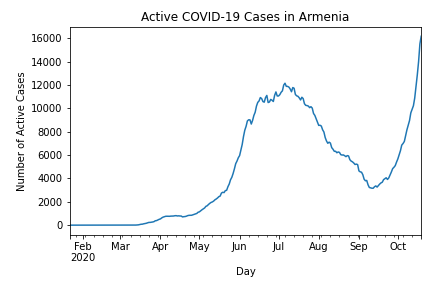 Active COVID-19 Cases in Armenia
Number of Active Cases
16000
14000
12000
10000
8000
6000
4000
2000
0
Feb Mar Apr May Jun Jul Aug Sep Oct
2020
Day